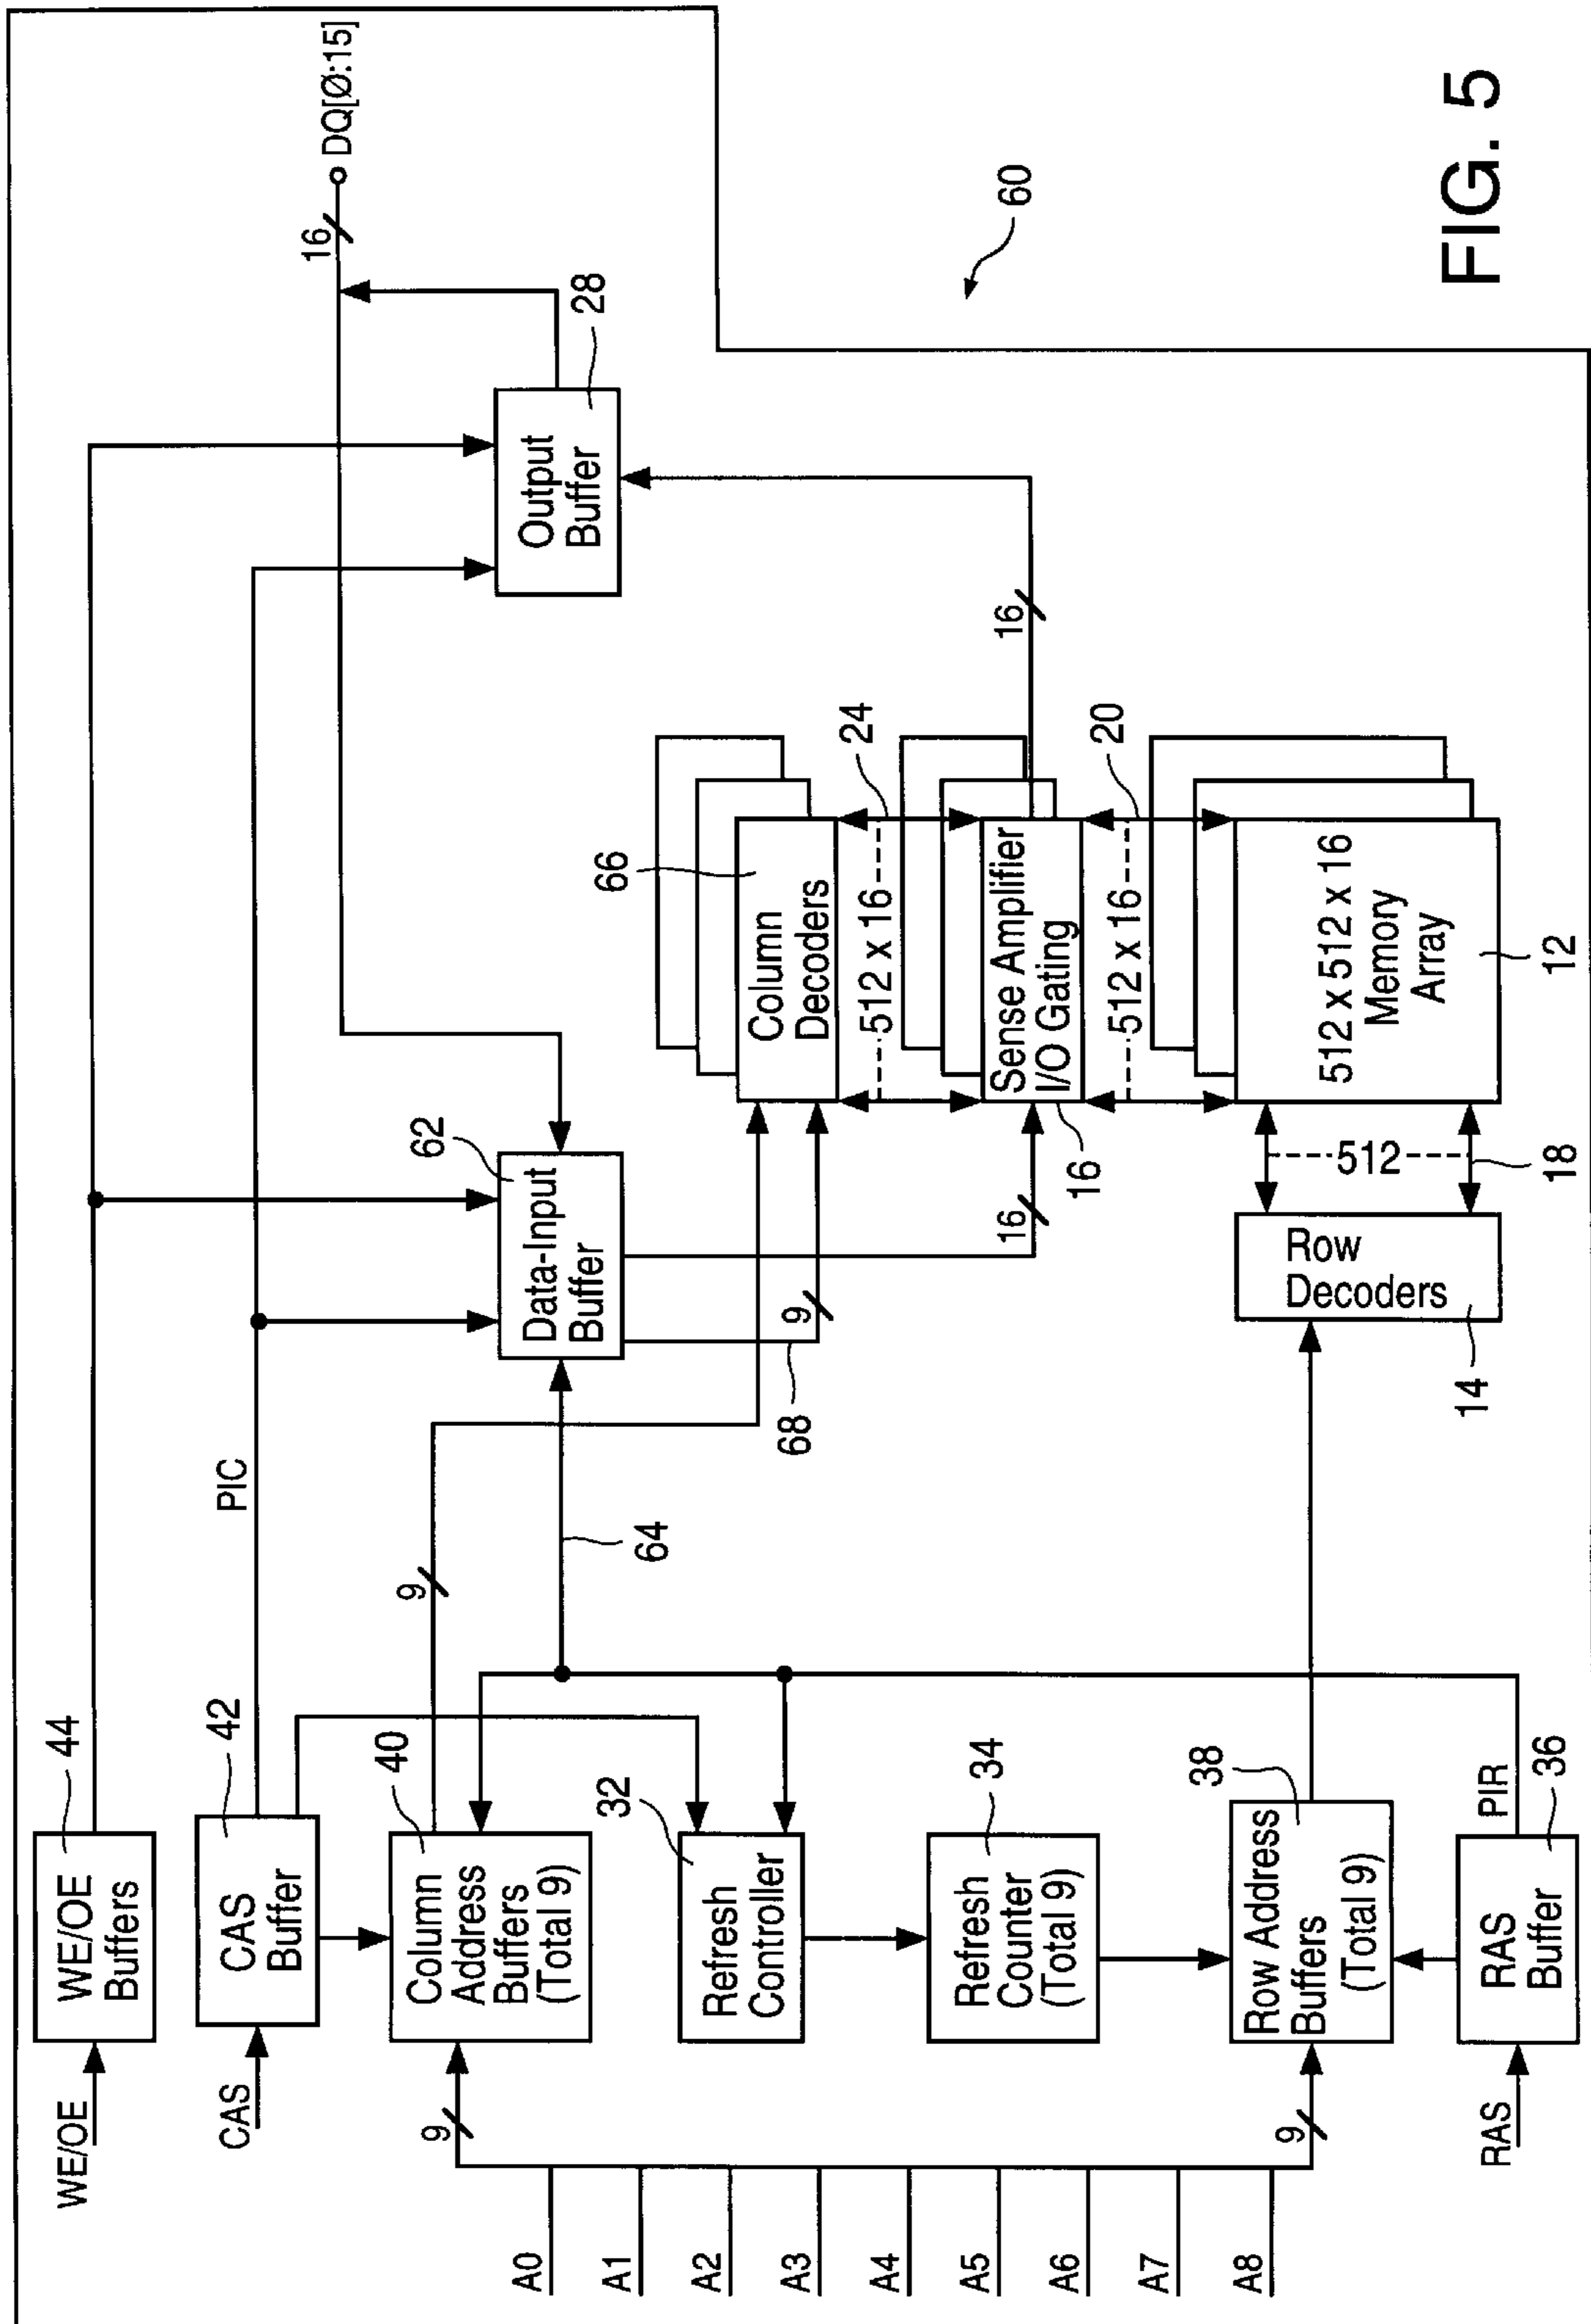 WE/OE
WE/OE
Buffers
44
CAS
CAS
Buffer
42
PIC
16
DQ[Ø:15]
9
Column
Address
Buffers
(Total 9)
40
9
64
Data-Input
Buffer
62
Output
Buffer
28
68
9
16
A0
A1
A2
A3
A4
A5
A6
A7
A8
Refresh
Controller
32
Column
Decoders
66
512 x 16
24
Refresh
Counter
(Total 9)
34
Sense Amplifier
I/O Gating
16
16
512 x 16
20
60
9
Row Address
Buffers
(Total 9)
38
Row
Decoders
14
512
18
512 x 512 x 16
Memory
Array
12
RAS
RAS
Buffer
36
PIR
FIG. 5